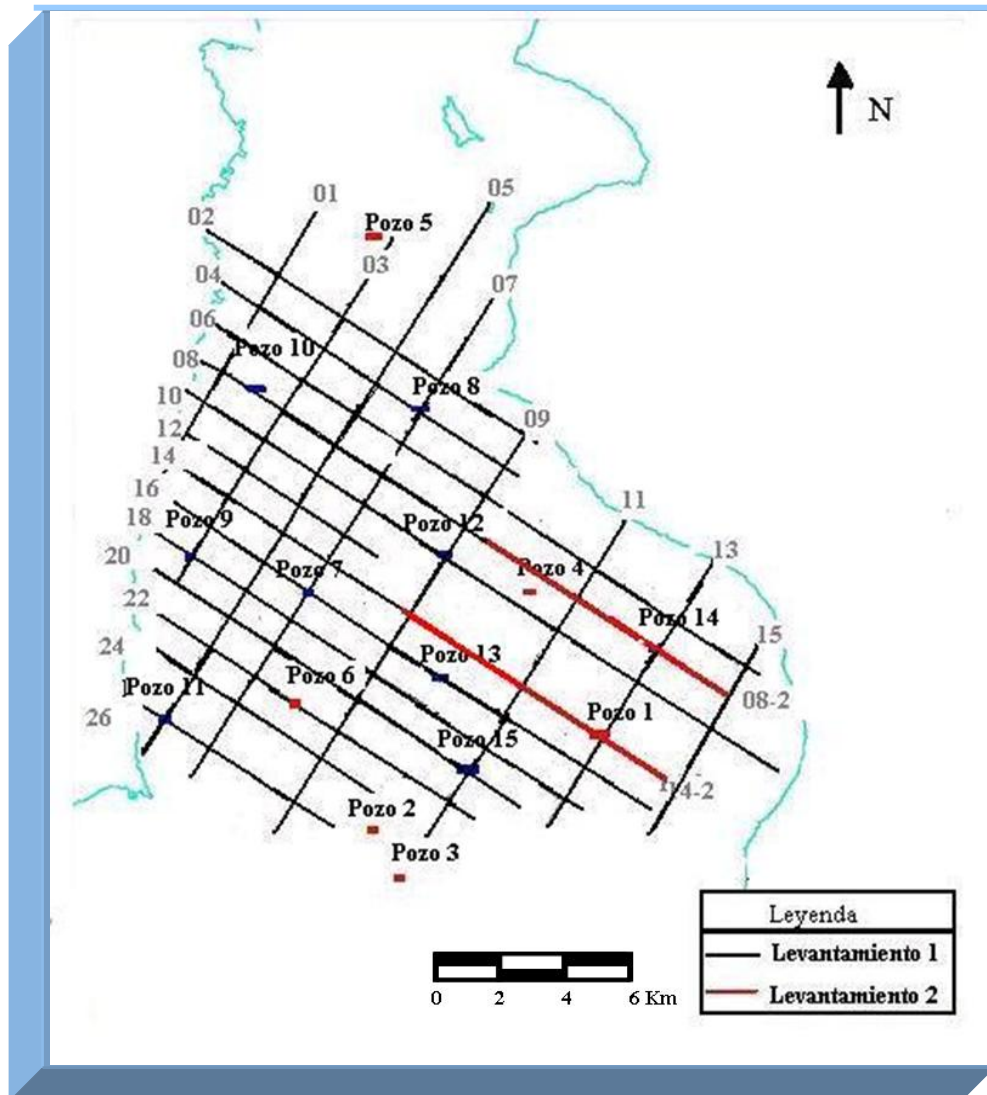 N
05
01
02
Pozo 5
03
04
07
06
Pozo 10
08
Pozo 8
10
09
12
14
16
11
18
Pozo 9
Pozo 12
13
20
Pozo 7
Pozo 4
22
Pozo 14
15
24
Pozo 13
Pozo 6
08-2
Pozo 11
26
Pozo 1
Pozo 15
14-2
Pozo 2
Pozo 3
Leyenda
Levantamiento 1
Levantamiento 2
0 2 4 6 Km